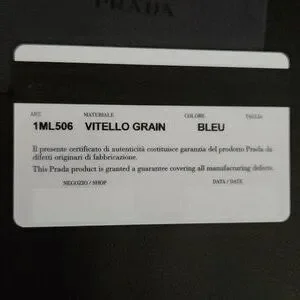 PRADA
ART. MATERIALE COLORE TAGLIA
1ML506 VITELLO GRAIN BLEU
Il presente certificato di autenticità costituisce garanzia del prodotto Prada da
difetti originari di fabbricazione.
This Prada product is granted a guarantee covering all manufacturing defects.
NEGOZIO / SHOP DATA / DATE